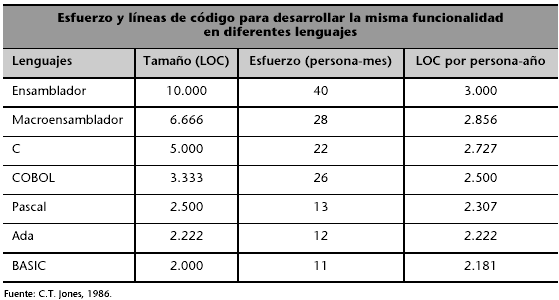 Esfuerzo y líneas de código para desarrollar la misma funcionalidad
en diferentes lenguajes
Lenguajes Tamaño (LOC) Esfuerzo (persona-mes) LOC por persona-año
Ensamblador 10.000 40 3.000
Macroensamblador 6.666 28 2.856
C 5.000 22 2.727
COBOL 3.333 26 2.500
Pascal 2.500 13 2.307
Ada 2.222 12 2.222
BASIC 2.000 11 2.181
Fuente: C.T. Jones, 1986.